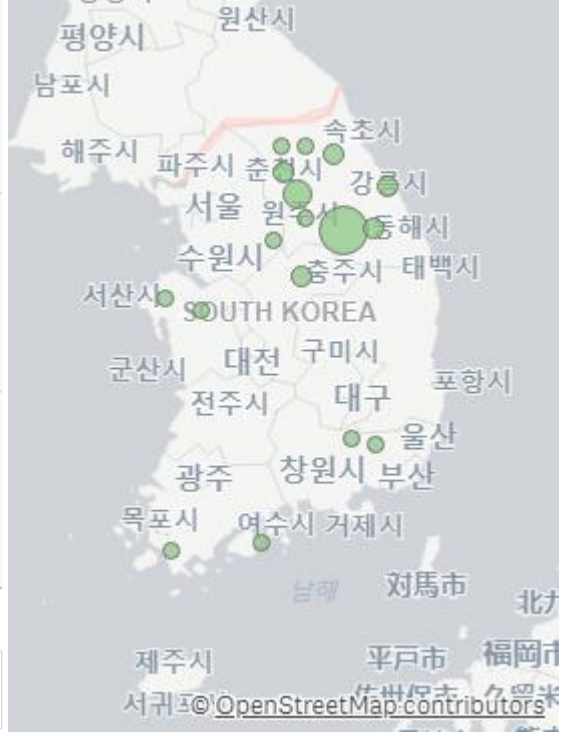 원산시
평양시
남포시
속초시
해주시
파주시
춘천시
강릉시
서울
원주시
동해시
수원시
충주시
태백시
서산시
SOUTH KOREA
대전
구미시
군산시
포항시
전주시
대구
울산
광주
창원시
부산
목포시
여수시
거제시
남해
対馬市
제주시
平戸市
福岡市
© OpenStreetMap contributors